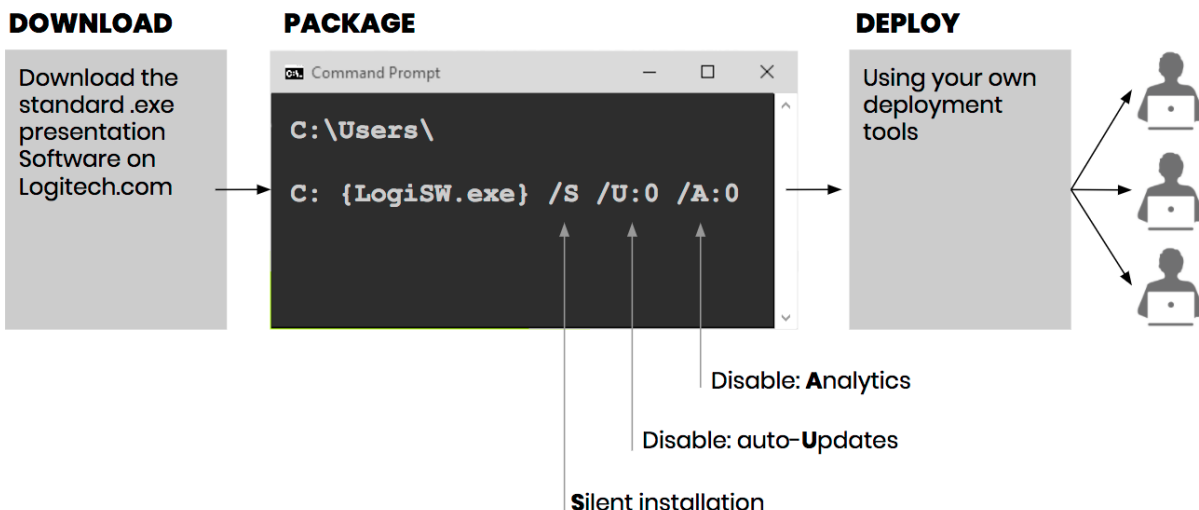 DOWNLOAD
Download the
standard .exe
presentation
Software on
Logitech.com
PACKAGE
C:\. Command Prompt
C:\Users\
C: {LogiSW.exe} /S /U:0 /A:0
Disable: Analytics
Disable: auto-Updates
Silent installation
DEPLOY
Using your own
deployment
tools